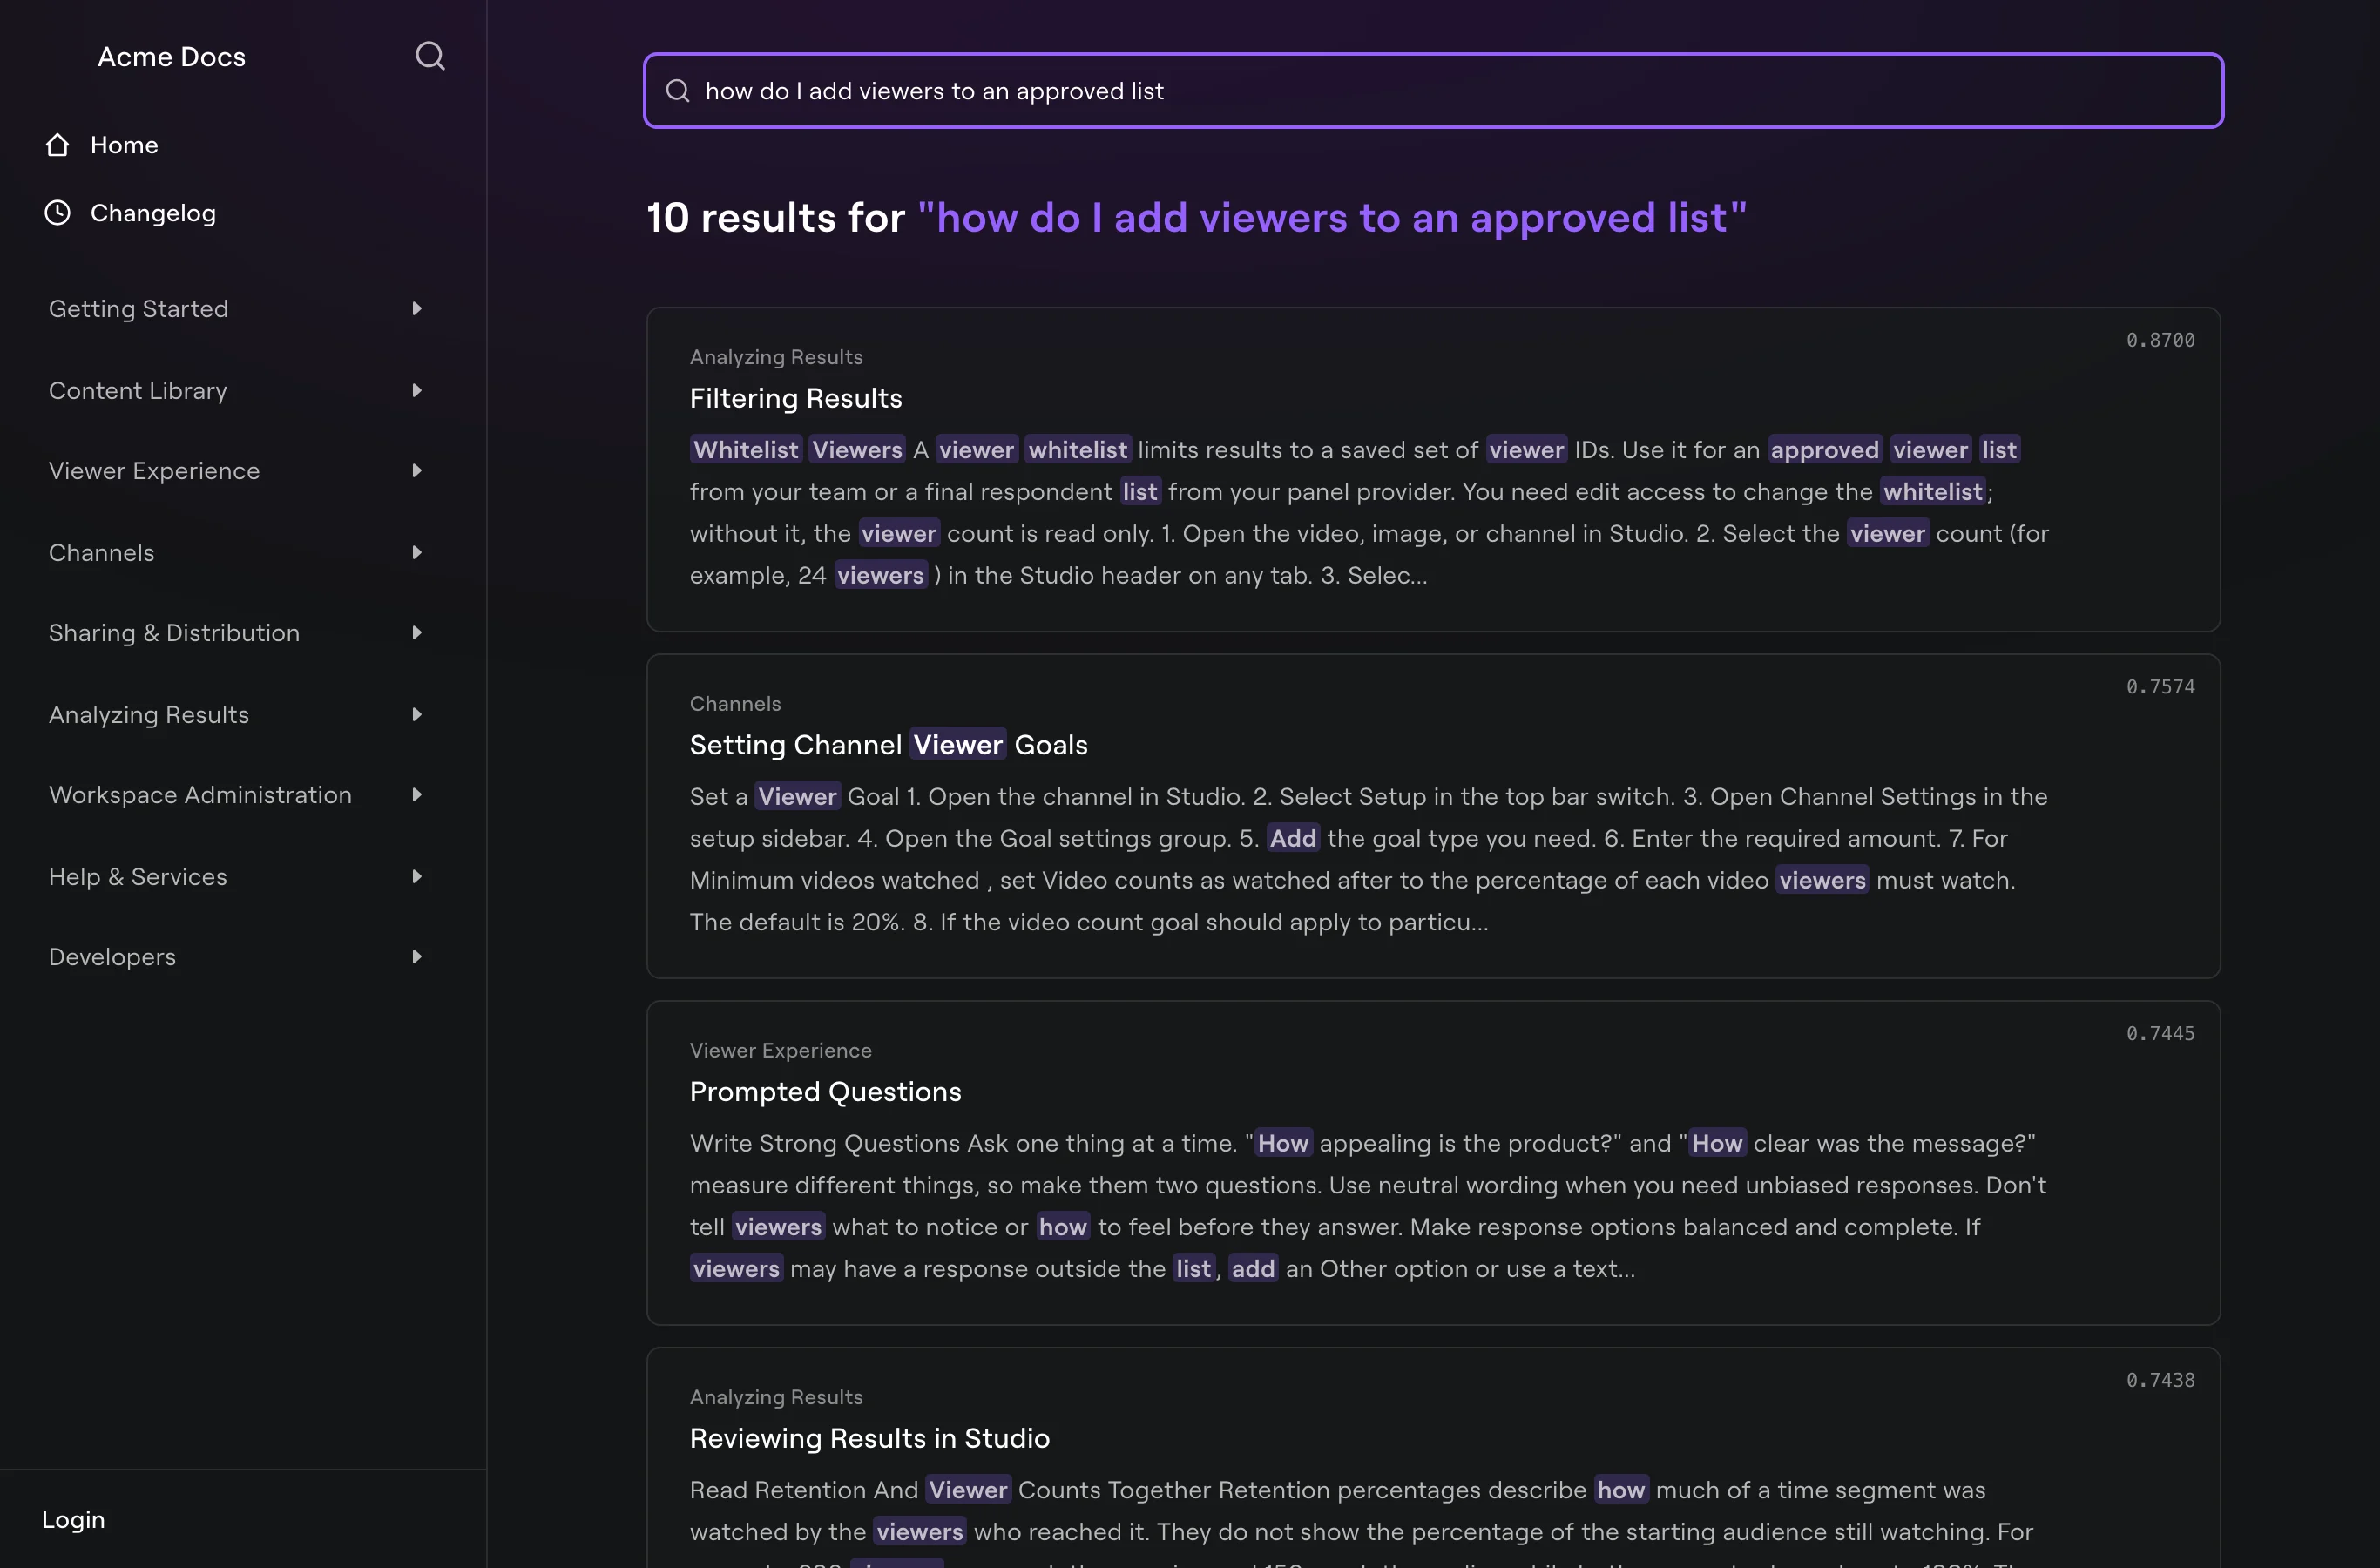 Acme Docs
Home
Changelog
Getting Started
Content Library
Viewer Experience
Channels
Sharing & Distribution
Analyzing Results
Workspace Administration
Help & Services
Developers
Login
how do I add viewers to an approved list
10 results for "how do I add viewers to an approved list"
0.8700
Analyzing Results
Filtering Results
Whitelist Viewers A viewer whitelist limits results to a saved set of viewer IDs. Use it for an approved viewer list
from your team or a final respondent list from your panel provider. You need edit access to change the whitelist;
without it, the viewer count is read only. 1. Open the video, image, or channel in Studio. 2. Select the viewer count (for
example, 24 viewers ) in the Studio header on any tab. 3. Selec...
0.7574
Channels
Setting Channel Viewer Goals
Set a Viewer Goal 1. Open the channel in Studio. 2. Select Setup in the top bar switch. 3. Open Channel Settings in the
setup sidebar. 4. Open the Goal settings group. 5. Add the goal type you need. 6. Enter the required amount. 7. For
Minimum videos watched , set Video counts as watched after to the percentage of each video viewers must watch.
The default is 20%. 8. If the video count goal should apply to particu...
0.7445
Viewer Experience
Prompted Questions
Write Strong Questions Ask one thing at a time. "How appealing is the product?" and "How clear was the message?"
measure different things, so make them two questions. Use neutral wording when you need unbiased responses. Don't
tell viewers what to notice or how to feel before they answer. Make response options balanced and complete. If
viewers may have a response outside the list, add an Other option or use a text...
0.7438
Analyzing Results
Reviewing Results in Studio
Read Retention And Viewer Counts Together Retention percentages describe how much of a time segment was
watched by the viewers who reached it. They do not show the percentage of the starting audience still watching. For